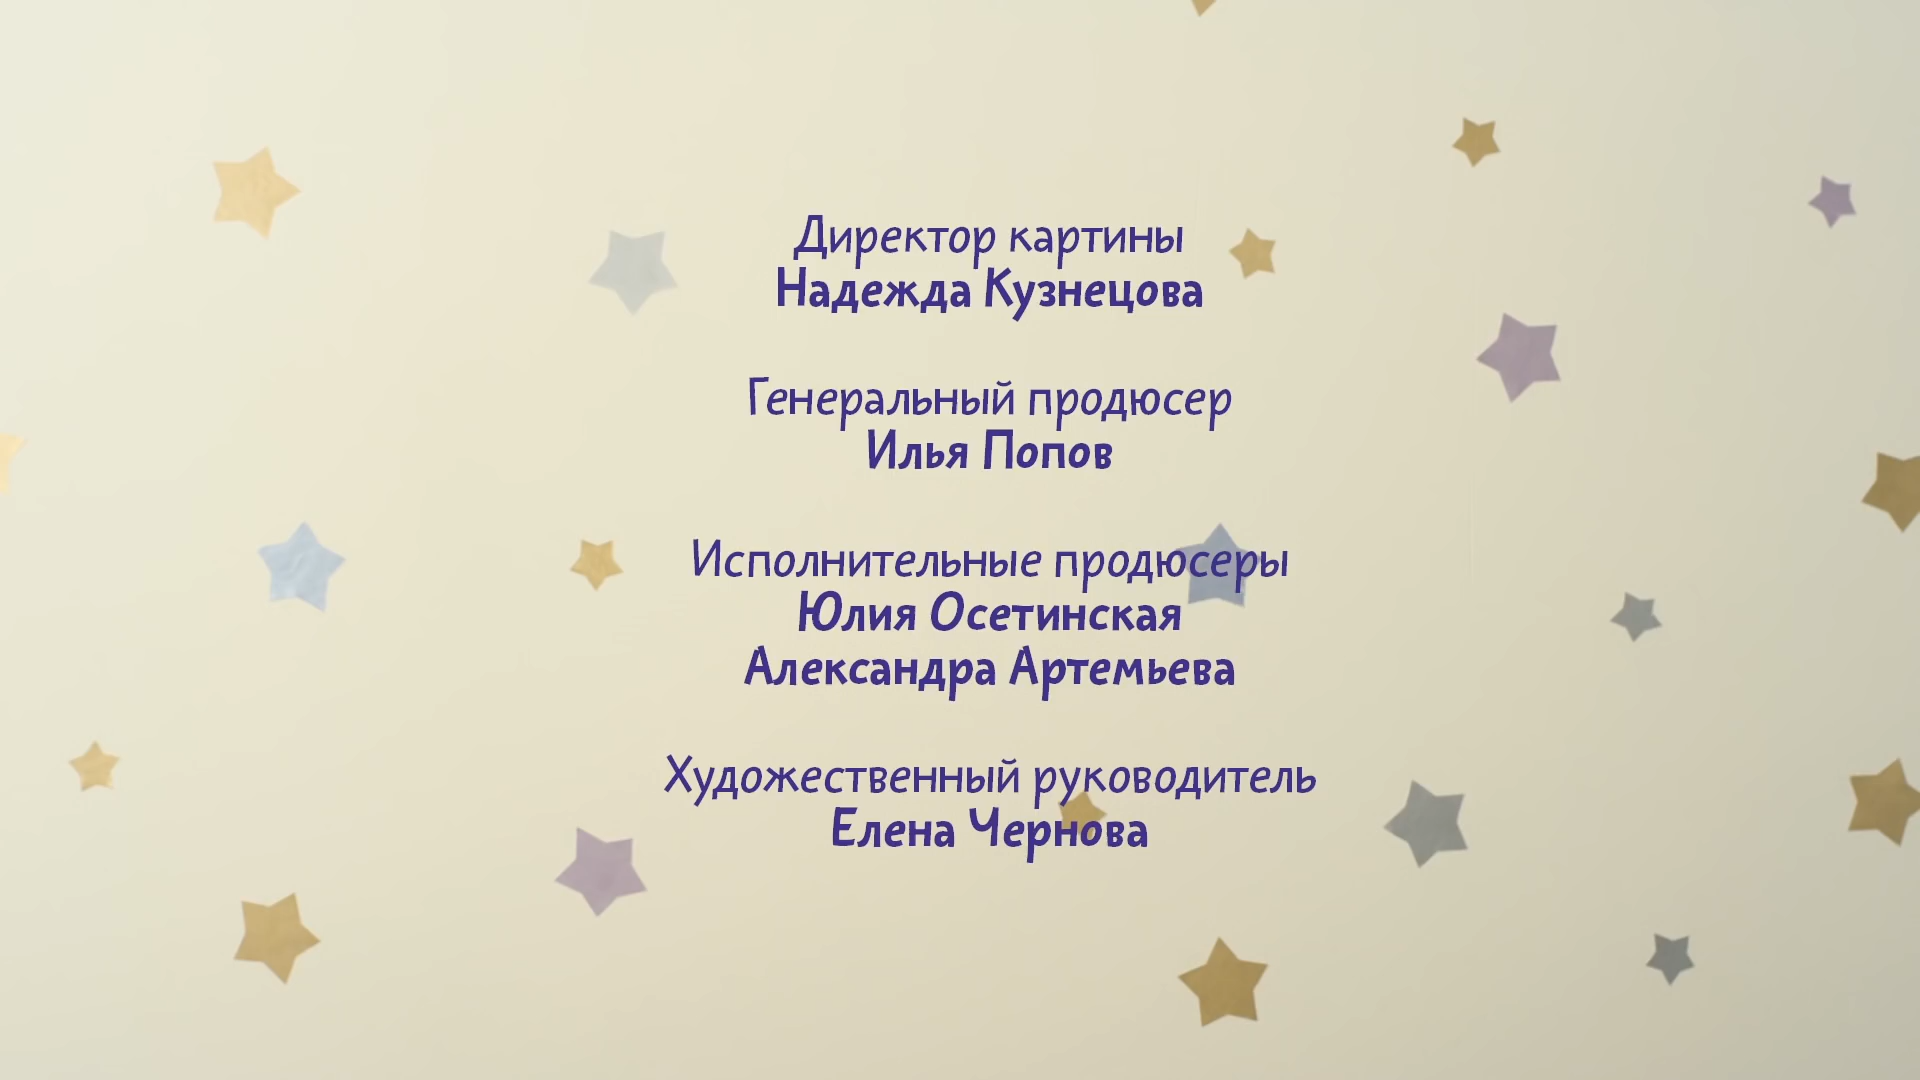 Директор картины
Надежда Кузнецова
Генеральный продюсер
Илья Попов
Исполнительные продюсеры
Юлия Осетинская
Александра Артемьева
Художественный руководитель
Елена Чернова